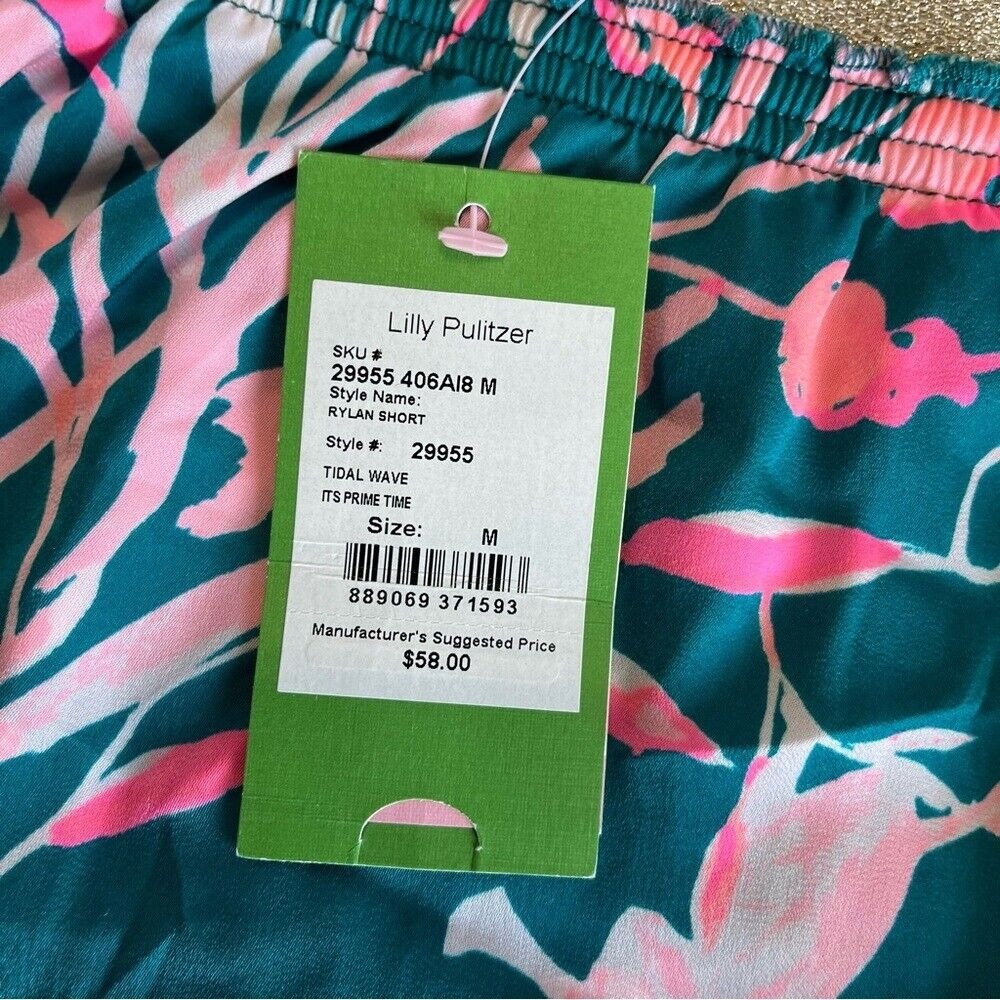 Lilly Pulitzer
SKU #
29955 406AI8 M
Style Name:
RYLAN SHORT
Style #: 29955
TIDAL WAVE
ITS PRIME TIME
Size: M
889069 371593
Manufacturer's Suggested Price
$58.00